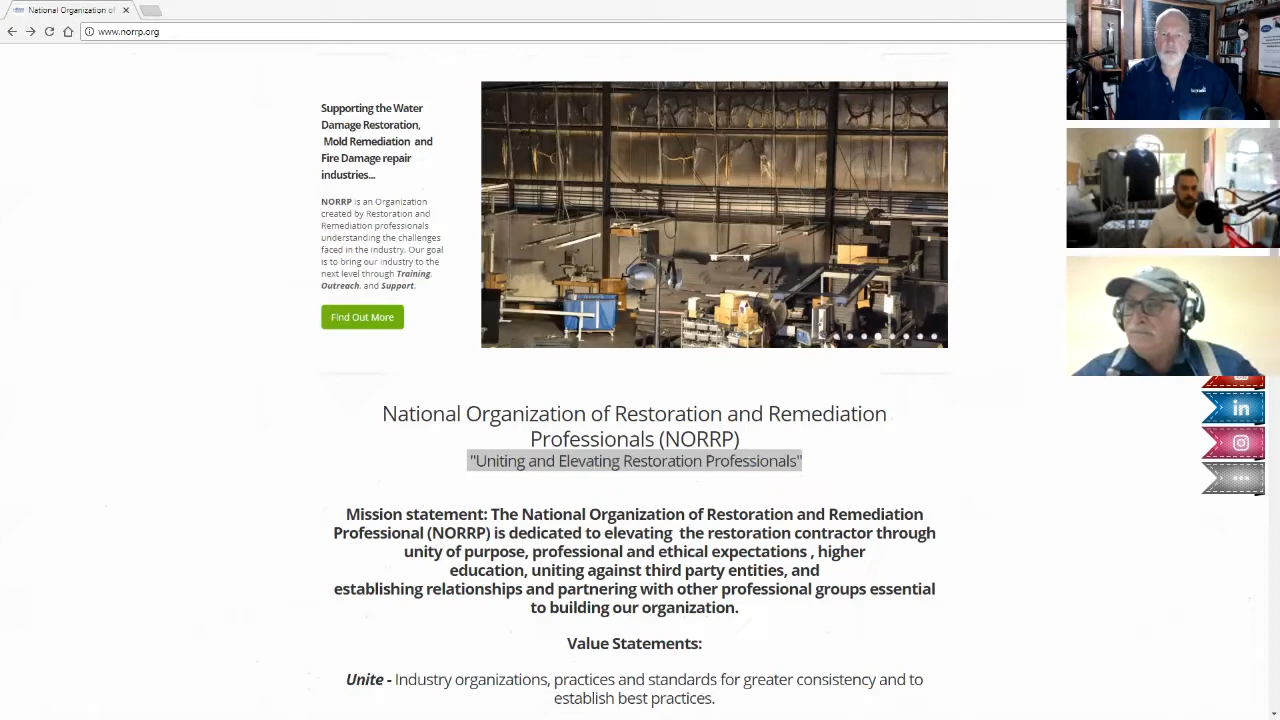 National Organization of
www.norrp.org
Supporting the Water
Damage Restoration,
Mold Remediation and
Fire Damage repair
industries...
NORRP is an Organization
created by Restoration and
Remediation professionals
understanding the challenges
faced in the industry. Our goal
is to bring our industry to the
next level through Training,
Outreach, and Support.
Find Out More
National Organization of Restoration and Remediation
Professionals (NORRP)
"Uniting and Elevating Restoration Professionals"
Mission statement: The National Organization of Restoration and Remediation
Professional (NORRP) is dedicated to elevating the restoration contractor through
unity of purpose, professional and ethical expectations , higher
education, uniting against third party entities, and
establishing relationships and partnering with other professional groups essential
to building our organization.
Value Statements:
Unite - Industry organizations, practices and standards for greater consistency and to
establish best practices.
in